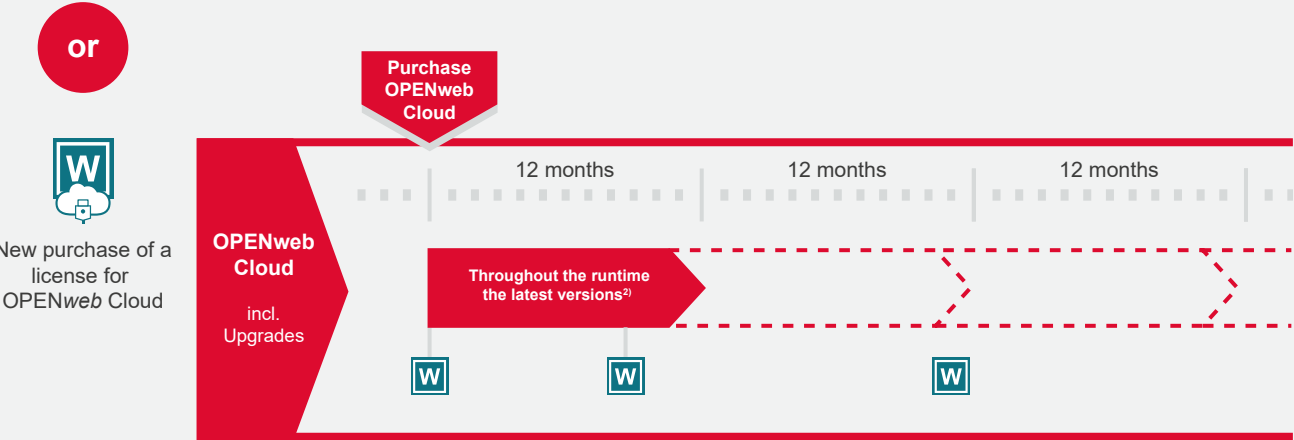 or
Purchase
OPENweb
Cloud
W
12 months
12 months
12 months
New purchase of a
license for
OPENweb Cloud
OPENweb
Cloud
incl.
Upgrades
Throughout the runtime
the latest versions2)
W
W
W